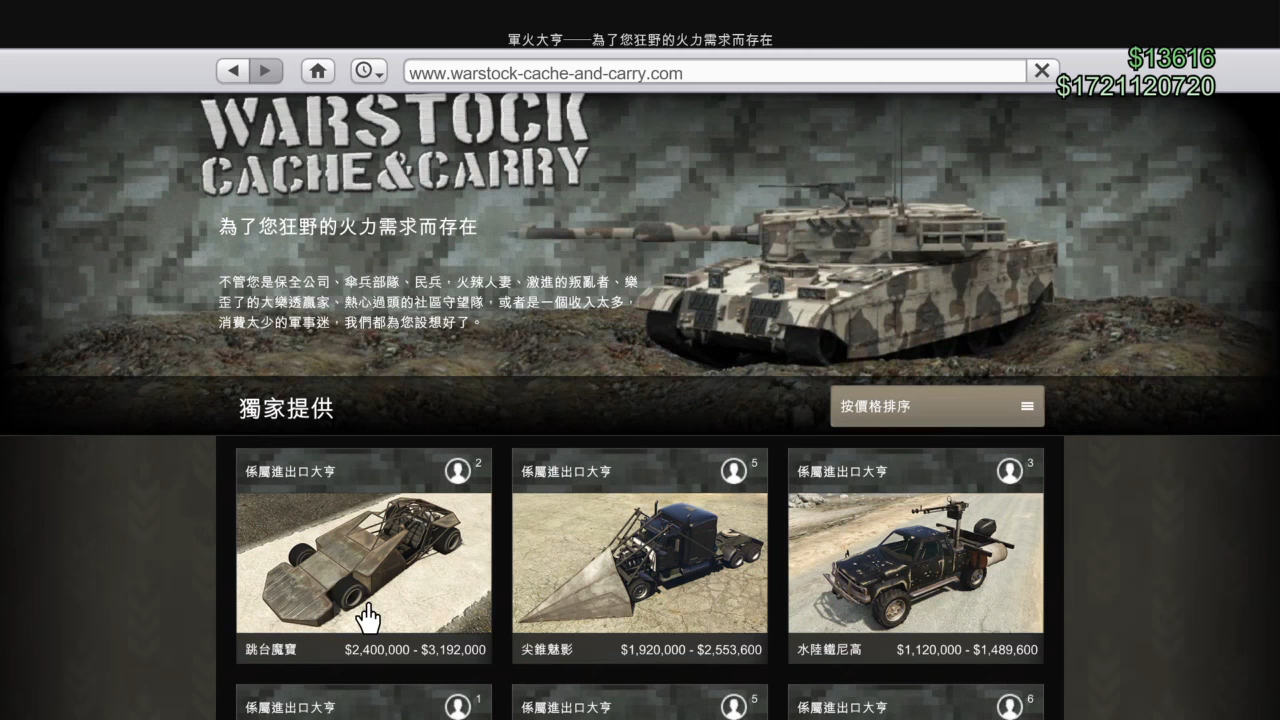 軍火大亨——為了您狂野的火力需求而存在
www.warstock-cache-and-carry.com
$13616
$1721120720
WARSTOCK
CACHE&CARRY
為了您狂野的火力需求而存在
不管您是保全公司、傘兵部隊、民兵，火辣人妻、激進的叛亂者、樂
歪了的大樂透贏家、熱心過頭的社區守望隊，或者是一個收入太多，
消費太少的軍事迷，我們都為您設想好了。
獨家提供
按價格排序
係屬進出口大亨 2
係屬進出口大亨 5
係屬進出口大亨 3
跳台魔寶 $2,400,000 - $3,192,000
尖錐魅影 $1,920,000 - $2,553,600
水陸鐵尼高 $1,120,000 - $1,489,600
係屬進出口大亨 1
係屬進出口大亨 5
係屬進出口大亨 6